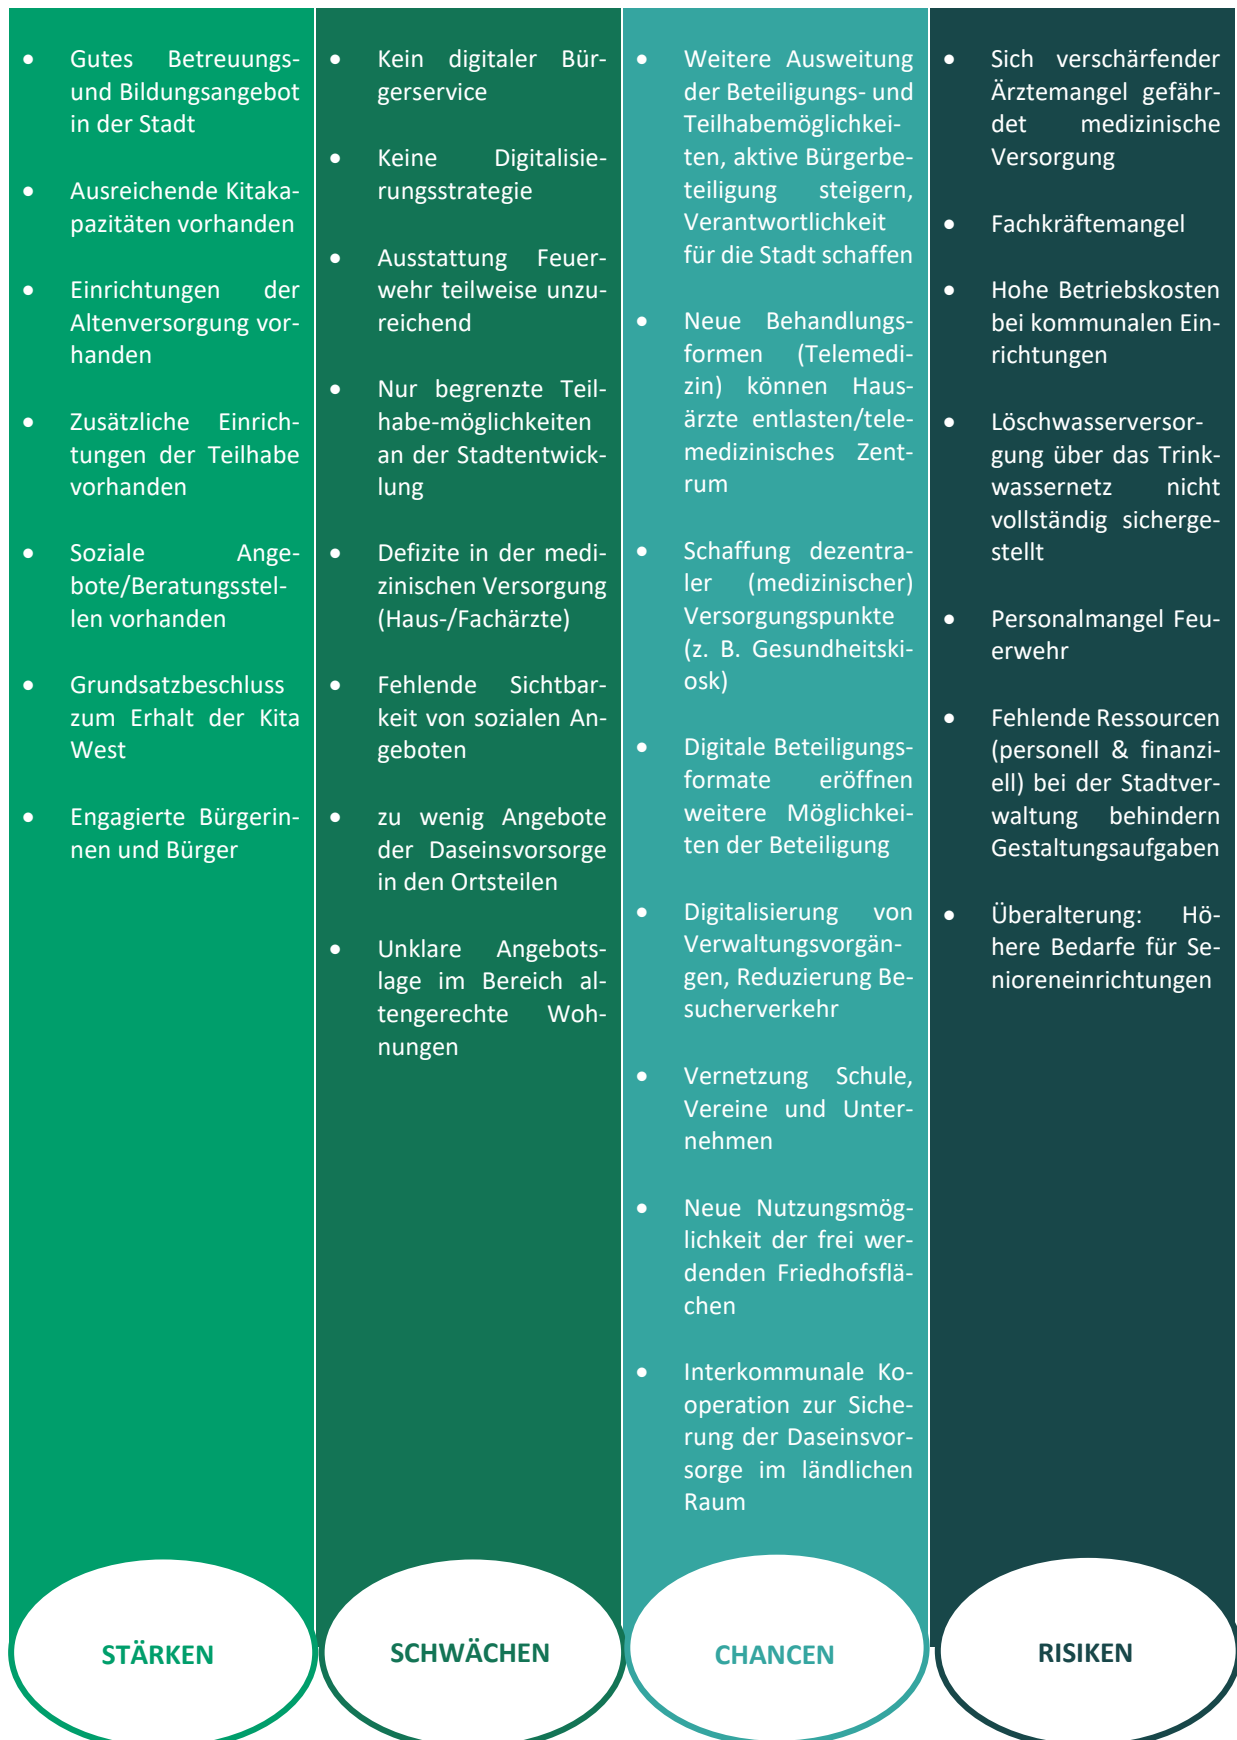 Gutes Betreuungs-
und Bildungsangebot
in der Stadt
Ausreichende Kitaka-
pazitäten vorhanden
Einrichtungen der
Altenversorgung vor-
handen
Zusätzliche Einrich-
tungen der Teilhabe
vorhanden
Soziale Ange-
bote/Beratungsstel-
len vorhanden
Grundsatzbeschluss
zum Erhalt der Kita
West
Engagierte Bürgerin-
nen und Bürger
STÄRKEN
Kein digitaler Bür-
gerservice
Keine Digitalisie-
rungsstrategie
Ausstattung Feuer-
wehr teilweise unzu-
reichend
Nur begrenzte Teil-
habe-möglichkeiten
an der Stadtentwick-
lung
Defizite in der medi-
zinischen Versorgung
(Haus-/Fachärzte)
Fehlende Sichtbar-
keit von sozialen An-
geboten
zu wenig Angebote
der Daseinsvorsorge
in den Ortsteilen
Unklare Angebots-
lage im Bereich al-
tengerechte Woh-
nungen
SCHWÄCHEN
Weitere Ausweitung
der Beteiligungs- und
Teilhabemöglichkei-
ten, aktive Bürgerbe-
teiligung steigern,
Verantwortlichkeit
für die Stadt schaffen
Neue Behandlungs-
formen (Telemedi-
zin) können Haus-
ärzte entlasten/tele-
medizinisches Zent-
rum
Schaffung dezentra-
ler (medizinischer)
Versorgungspunkte
(z. B. Gesundheitski-
osk)
Digitale Beteiligungs-
formate eröffnen
weitere Möglichkei-
ten der Beteiligung
Digitalisierung von
Verwaltungsvorgän-
gen, Reduzierung Be-
sucherverkehr
Vernetzung Schule,
Vereine und Unter-
nehmen
Neue Nutzungsmög-
lichkeit der frei wer-
denden Friedhofsflä-
chen
Interkommunale Ko-
operation zur Siche-
rung der Daseinsvor-
sorge im ländlichen
Raum
CHANCEN
Sich verschärfender
Ärztemangel gefähr-
det medizinische
Versorgung
Fachkräftemangel
Hohe Betriebskosten
bei kommunalen Ein-
richtungen
Löschwasserversor-
gung über das Trink-
wassernetz nicht
vollständig sicherge-
stellt
Personalmangel Feu-
erwehr
Fehlende Ressourcen
(personell & finanzi-
ell) bei der Stadtver-
waltung behindern
Gestaltungsaufgaben
Überalterung: Hö-
here Bedarfe für Se-
nioreneinrichtungen
RISIKEN